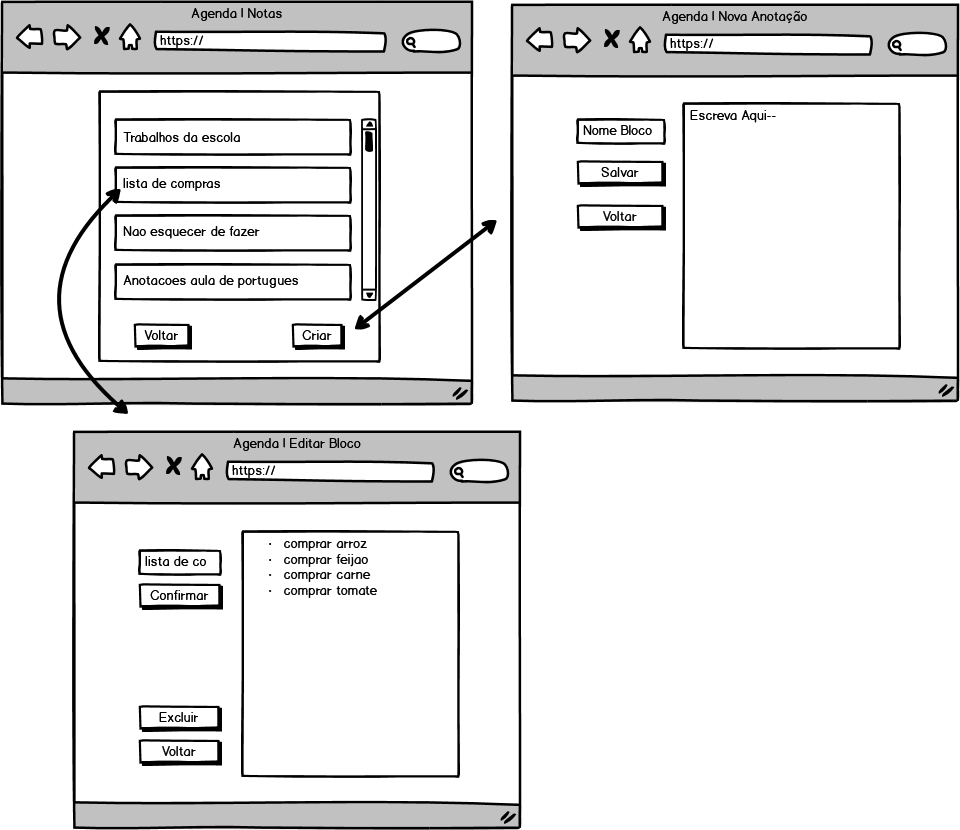 Agenda | Notas
https://
Trabalhos da escola
lista de compras
Nao esquecer de fazer
Anotacoes aula de portugues
Voltar
Criar
Agenda | Nova Anotação
https://
Nome Bloco
Salvar
Voltar
Escreva Aqui--
Agenda | Editar Bloco
https://
lista de co
Confirmar
Excluir
Voltar
· comprar arroz
· comprar feijao
· comprar carne
· comprar tomate